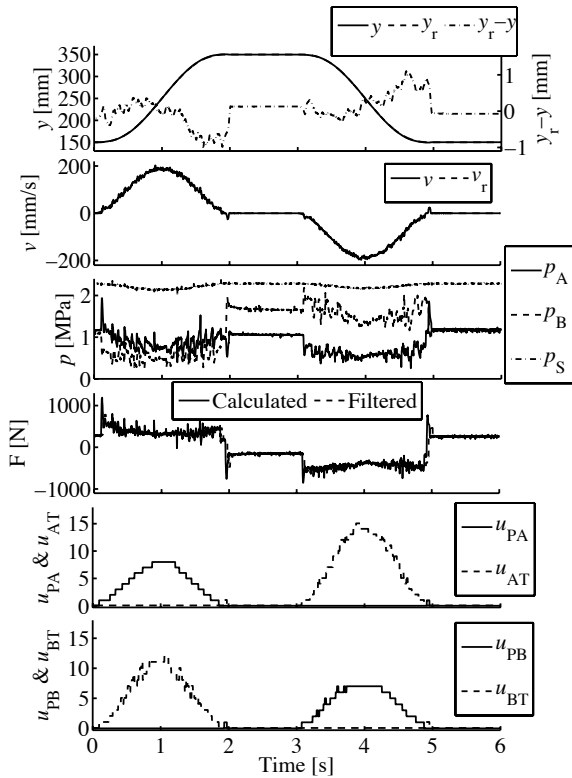 y y_r y_r−y
350
300
250
200
150
y [mm]
1
0
−1
y_r−y [mm]
v v_r
200
0
−200
v [mm/s]
p_A
p_B
p_S
2
1
0
p [MPa]
Calculated Filtered
1000
0
−1000
F [N]
u_PA
u_AT
15
10
5
0
u_PA & u_AT
u_PB
u_BT
15
10
5
0
u_PB & u_BT
0 1 2 3 4 5 6
Time [s]